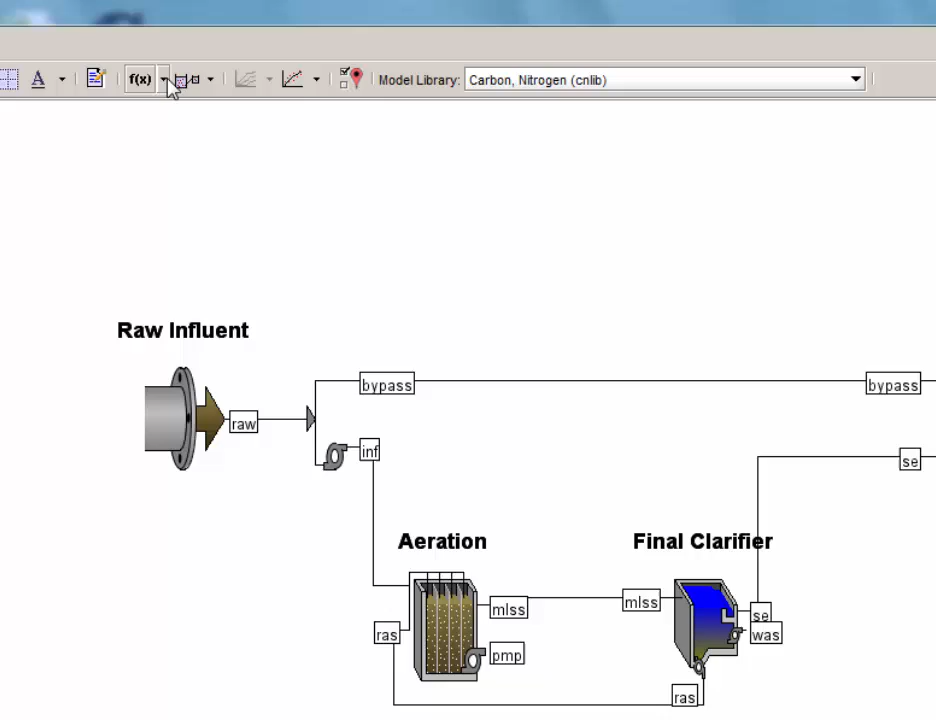 A f(x) Model Library: Carbon, Nitrogen (cnlib)
Raw Influent
bypass bypass
raw
inf
se
Aeration Final Clarifier
mlss mlss
se
ras was
pmp
ras